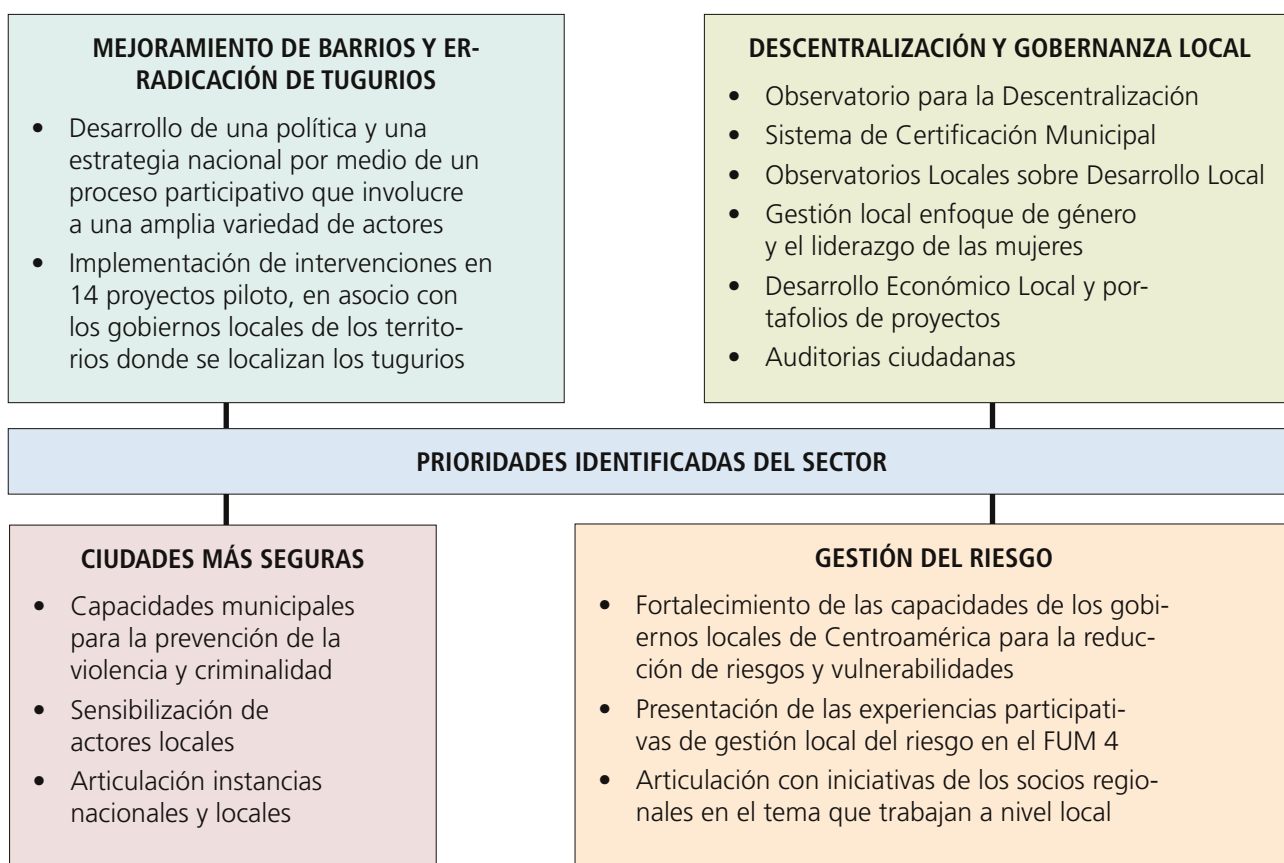 MEJORAMIENTO DE BARRIOS Y ER-
RADICACIÓN DE TUGURIOS
• Desarrollo de una política y una
estrategia nacional por medio de un
proceso participativo que involucre
a una amplia variedad de actores
• Implementación de intervenciones en
14 proyectos piloto, en asocio con
los gobiernos locales de los territo-
rios donde se localizan los tugurios
DESCENTRALIZACIÓN Y GOBERNANZA LOCAL
• Observatorio para la Descentralización
• Sistema de Certificación Municipal
• Observatorios Locales sobre Desarrollo Local
• Gestión local enfoque de género
y el liderazgo de las mujeres
• Desarrollo Económico Local y por-
tafolios de proyectos
• Auditorias ciudadanas
PRIORIDADES IDENTIFICADAS DEL SECTOR
CIUDADES MÁS SEGURAS
• Capacidades municipales
para la prevención de la
violencia y criminalidad
• Sensibilización de
actores locales
• Articulación instancias
nacionales y locales
GESTIÓN DEL RIESGO
• Fortalecimiento de las capacidades de los gobi-
ernos locales de Centroamérica para la reduc-
ción de riesgos y vulnerabilidades
• Presentación de las experiencias participati-
vas de gestión local del riesgo en el FUM 4
• Articulación con iniciativas de los socios regio-
nales en el tema que trabajan a nivel local